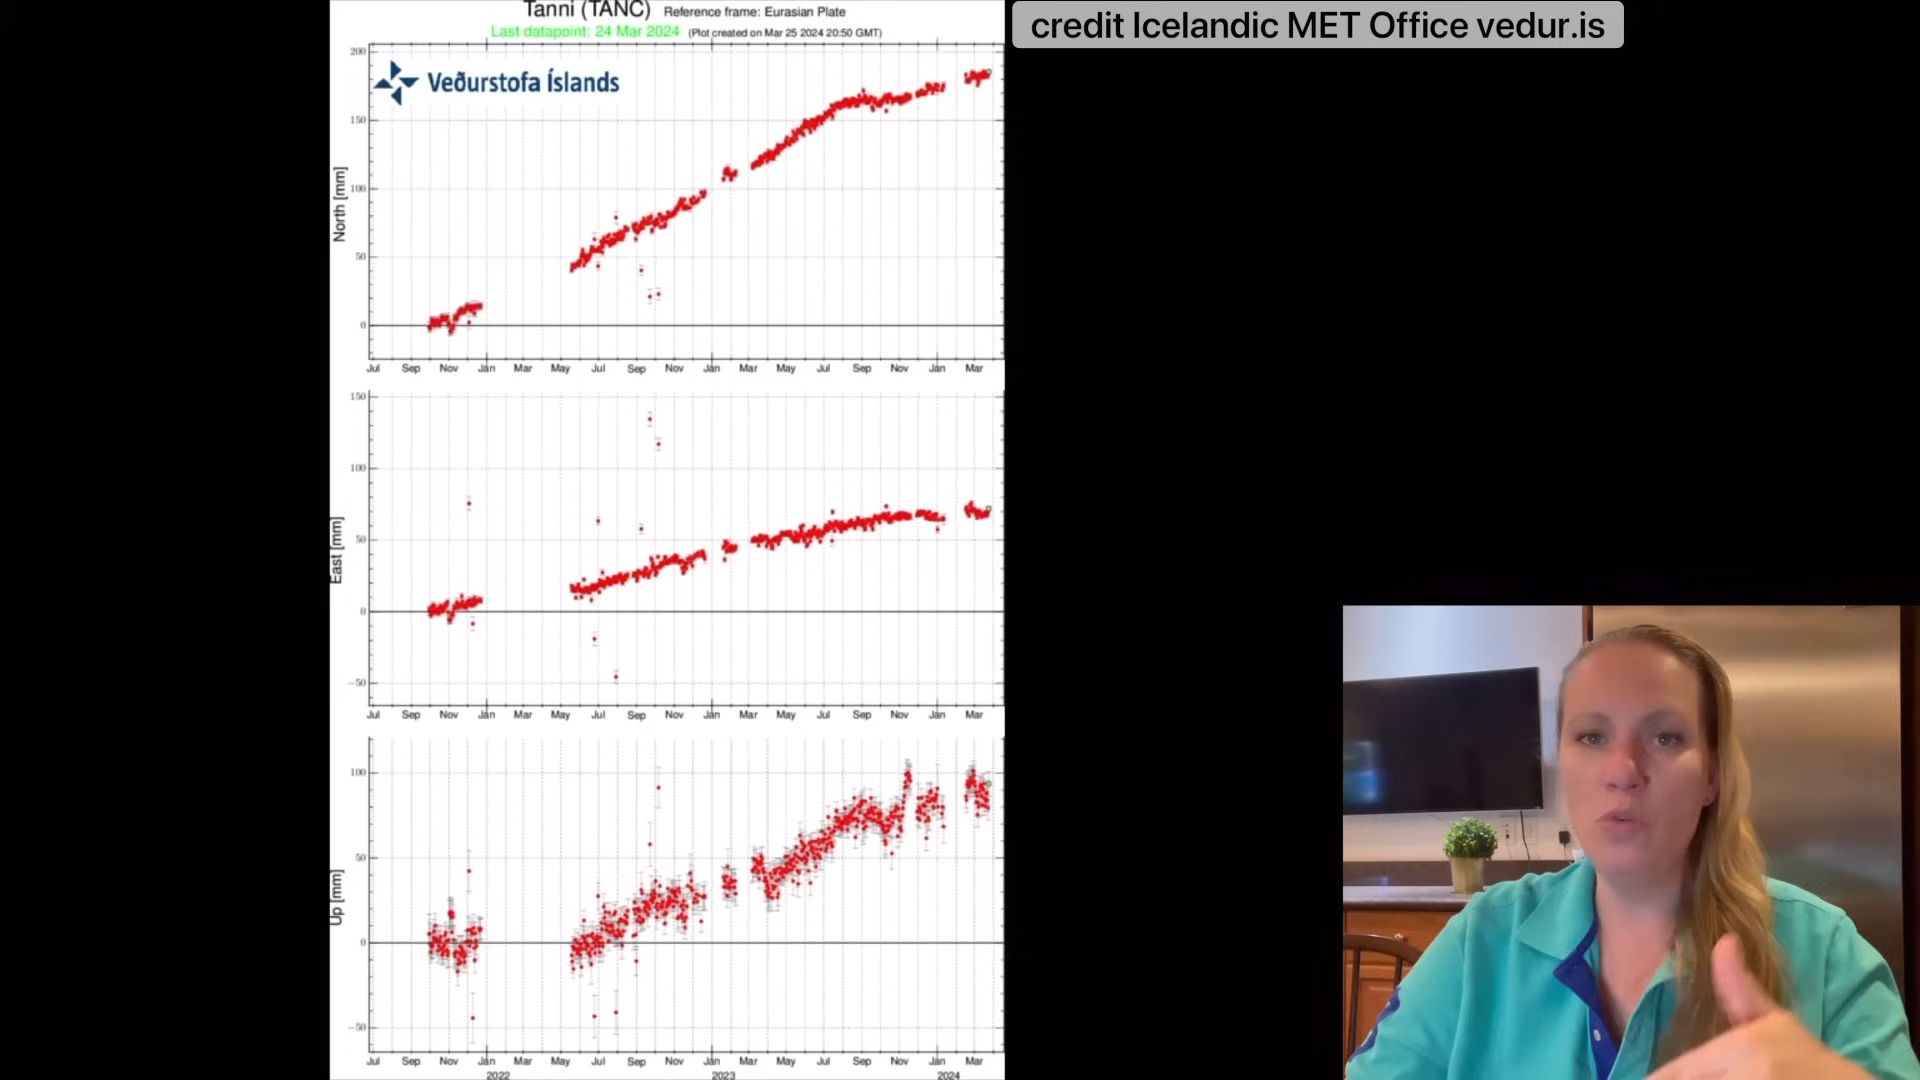 Tanni (TANC) Reference frame: Eurasian Plate
credit Icelandic MET Office vedur.is
Last datapoint: 24 Mar 2024 (Plot created on Mar 25 2024 20:50 GMT)
Veðurstofa Íslands
North [mm]
200
150
100
50
0
Jul Sep Nov Jan Mar May Jul Sep Nov Jan Mar May Jul Sep Nov Jan Mar
East [mm]
150
100
50
0
−50
Jul Sep Nov Jan Mar May Jul Sep Nov Jan Mar May Jul Sep Nov Jan Mar
Up [mm]
100
50
0
−50
Jul Sep Nov Jan Mar May Jul Sep Nov Jan Mar May Jul Sep Nov Jan Mar
2022 2023 2024